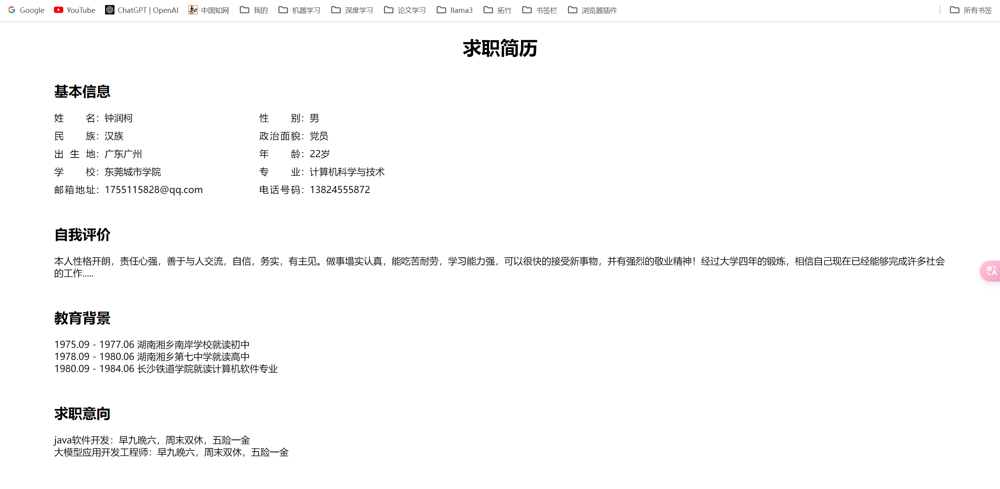 Google YouTube ChatGPT | OpenAI 中国知网 我的 机器学习 深度学习 论文学习 llama3 拓竹 书签栏 浏览器插件 所有书签
求职简历
基本信息
姓名：钟润柯 性别：男
民族：汉族 政治面貌：党员
出生地：广东广州 年龄：22岁
学校：东莞城市学院 专业：计算机科学与技术
邮箱地址：1755115828@qq.com 电话号码：13824555872
自我评价
本人性格开朗，责任心强，善于与人交流，自信，务实，有主见。做事塌实认真，能吃苦耐劳，学习能力强，可以很快的接受新事物，并有强烈的敬业精神！经过大学四年的锻炼，相信自己现在已经能够完成许多社会
的工作.....
教育背景
1975.09 - 1977.06 湖南湘乡南岸学校就读初中
1978.09 - 1980.06 湖南湘乡第七中学就读高中
1980.09 - 1984.06 长沙铁道学院就读计算机软件专业
求职意向
java软件开发：早九晚六，周末双休，五险一金
大模型应用开发工程师：早九晚六，周末双休，五险一金